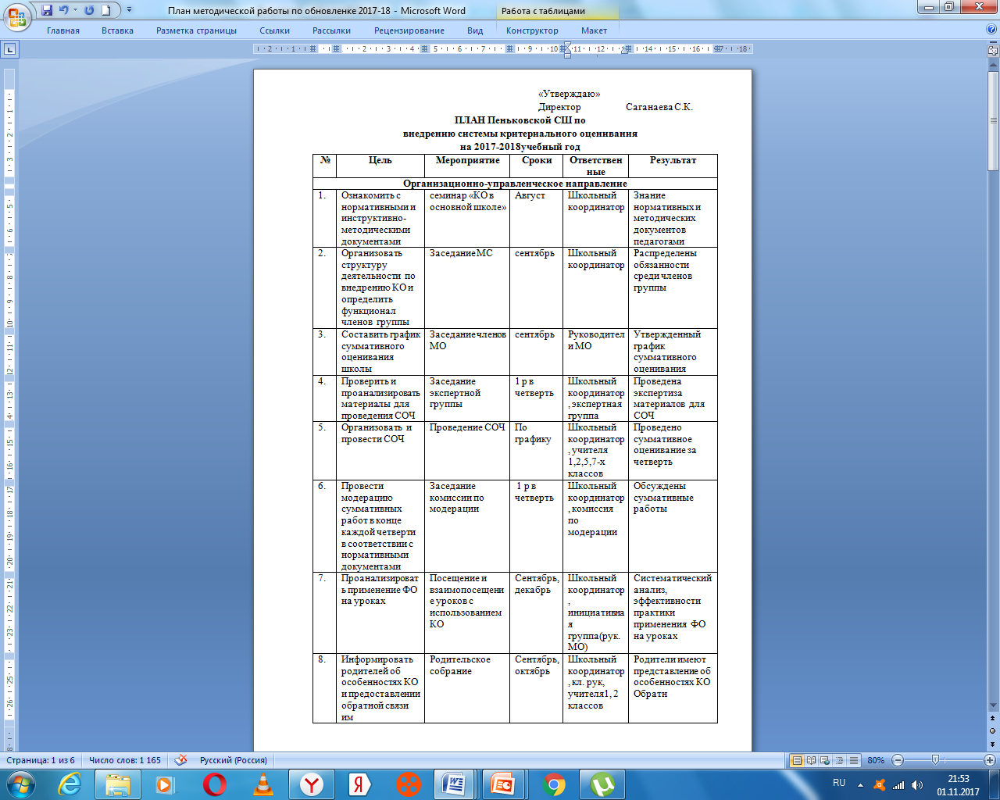 План методической работы по обновленке 2017-18 - Microsoft Word
Работа с таблицами
Главная Вставка Разметка страницы Ссылки Рассылки Рецензирование Вид Конструктор Макет
«Утверждаю»
Директор Саганаева С.К.
ПЛАН Пеньковской СШ по
внедрению системы критериального оценивания
на 2017-2018учебный год
№ Цель Мероприятие Сроки Ответствен Результат
ные
Организационно-управленческое направление
1. Ознакомить с семинар «КО в Август Школьный Знание
нормативными и основной школе» координатор нормативных и
инструктивно- методических
методическими документов
документами педагогами
2. Организовать Заседание МС сентябрь Школьный Распределены
структуру координатор обязанности
деятельности по среди членов
внедрению КО и группы
определить
функционал
членов группы
3. Составить график Заседание членов сентябрь Руководител Утвержденный
суммативного МО и МО график
оценивания суммативного
школы оценивания
4. Проверить и Заседание 1 р в Школьный Проведена
проанализировать экспертной четверть координатор экспертиза
материалы для группы , экспертная материалов для
проведения СОЧ группа СОЧ
5. Организовать и Проведение СОЧ По Школьный Проведено
провести СОЧ графику координатор суммативное
, учителя оценивание за
1,2,5,7-х четверть
классов
6. Провести Заседание 1 р в Школьный Обсуждены
модерацию комиссии по четверть координатор суммативные
суммативных модерации , комиссия работы
работ в конце по
каждой четверти модерации
в соответствии с
нормативными
документами
7. Проанализироват Посещение и Сентябрь, Школьный Систематический
ь применение ФО взаимопосещени декабрь координатор анализ,
на уроках е уроков с , эффективности
использованием инициативна практики
КО я применения ФО
группа(рук. на уроках
МО)
8. Информировать Родительское Сентябрь, Школьный Родители имеют
родителей об собрание октябрь координатор представление об
особенностях КО , кл. рук, особенностях КО
и предоставлении учителя1, 2 Обратн
обратной связи классов
им
Страница: 1 из 6 Число слов: 1 165 Русский (Россия) 80%
RU 21:53
01.11.2017